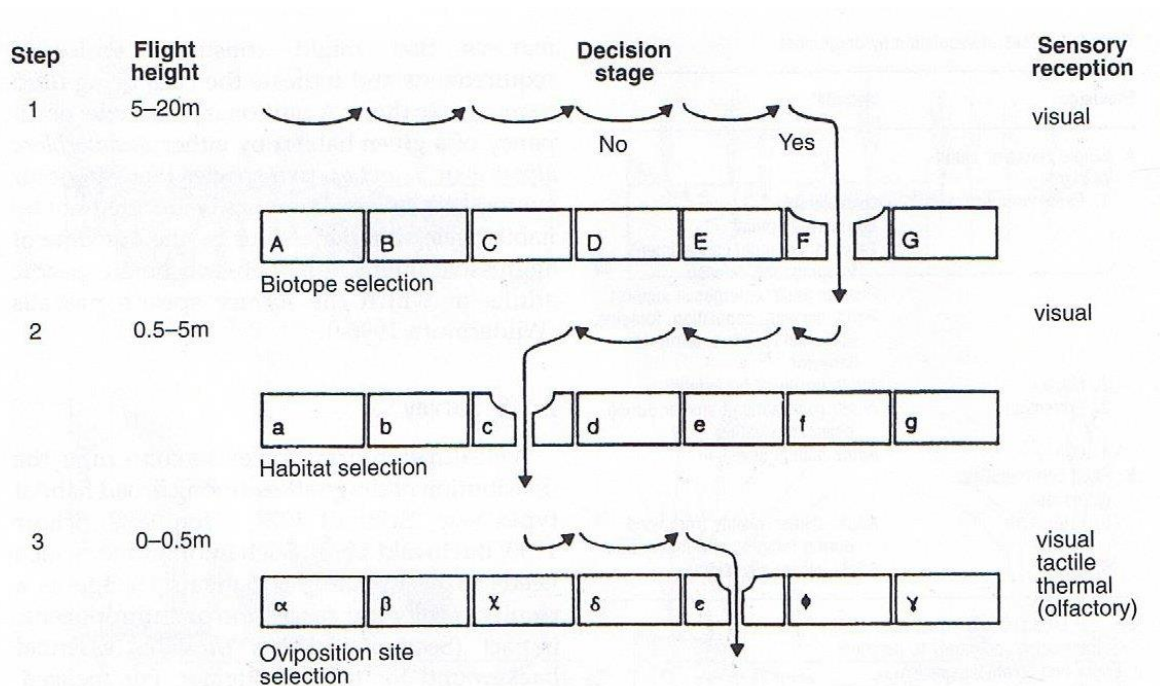 Step Flight height Decision stage Sensory reception
1 5–20m visual
No Yes
A B C D E F G
Biotope selection
2 0.5–5m visual
a b c d e f g
Habitat selection
3 0–0.5m visual tactile thermal (olfactory)
α β χ δ e ϕ γ
Oviposition site selection